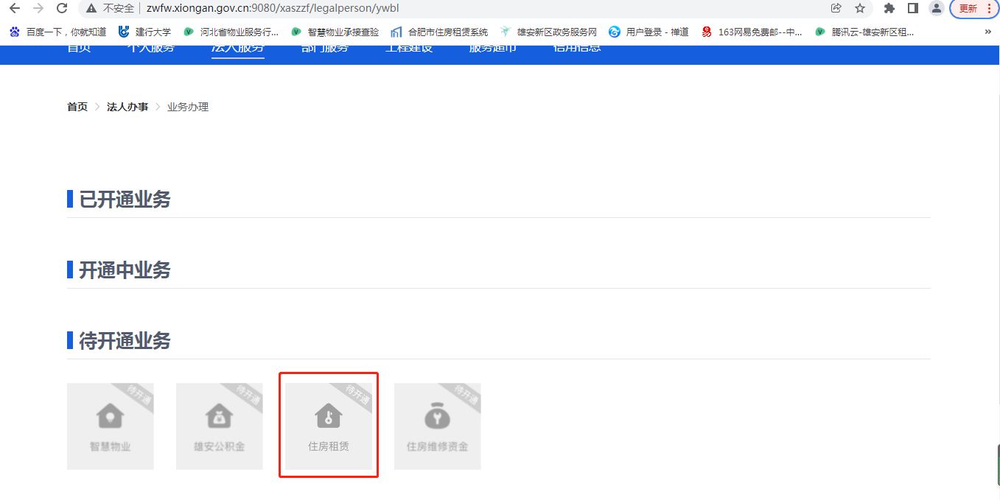 不安全 zwfw.xiongan.gov.cn:9080/xaszzf/legalperson/ywbl 更新
百度一下，你就知道 建行大学 河北省物业服务行... 智慧物业承接查验 合肥市住房租赁系统 雄安新区政务服务网 用户登录 - 禅道 163网易免费邮--中... 腾讯云-雄安新区租... »
首页 个人服务 法人服务 部门服务 工程建设 服务超市 信用信息
首页 > 法人办事 > 业务办理
已开通业务
开通中业务
待开通业务
待开通 待开通 待开通 待开通
智慧物业 雄安公积金 住房租赁 住房维修资金